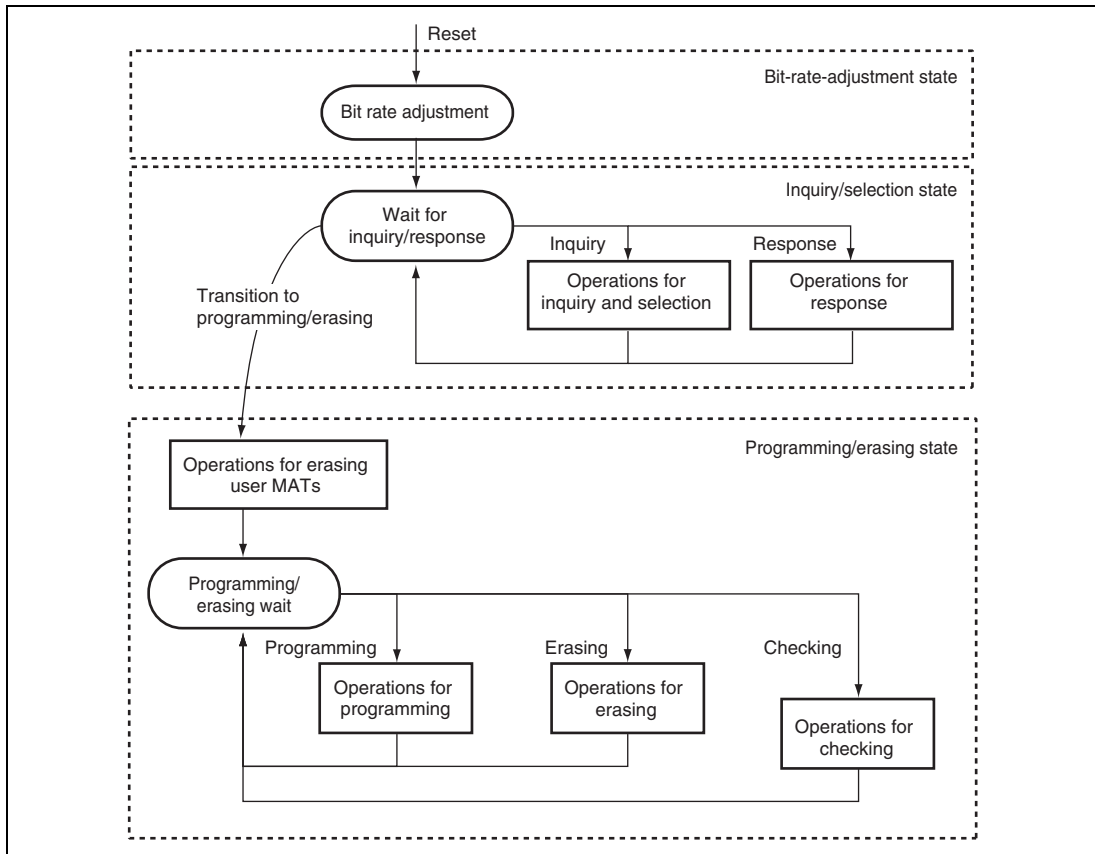 Reset
Bit-rate-adjustment state
Bit rate adjustment
Inquiry/selection state
Wait for
inquiry/response
Inquiry
Response
Operations for
inquiry and selection
Operations for
response
Transition to
programming/erasing
Programming/erasing state
Operations for erasing
user MATs
Programming/
erasing wait
Programming
Erasing
Checking
Operations for
programming
Operations for
erasing
Operations for
checking